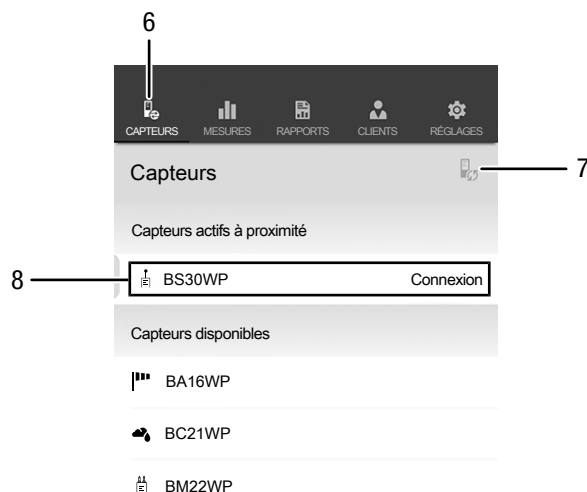 6
CAPTEURS MESURES RAPPORTS CLIENTS RÉGLAGES
Capteurs
7
Capteurs actifs à proximité
8
BS30WP Connexion
Capteurs disponibles
BA16WP
BC21WP
BM22WP